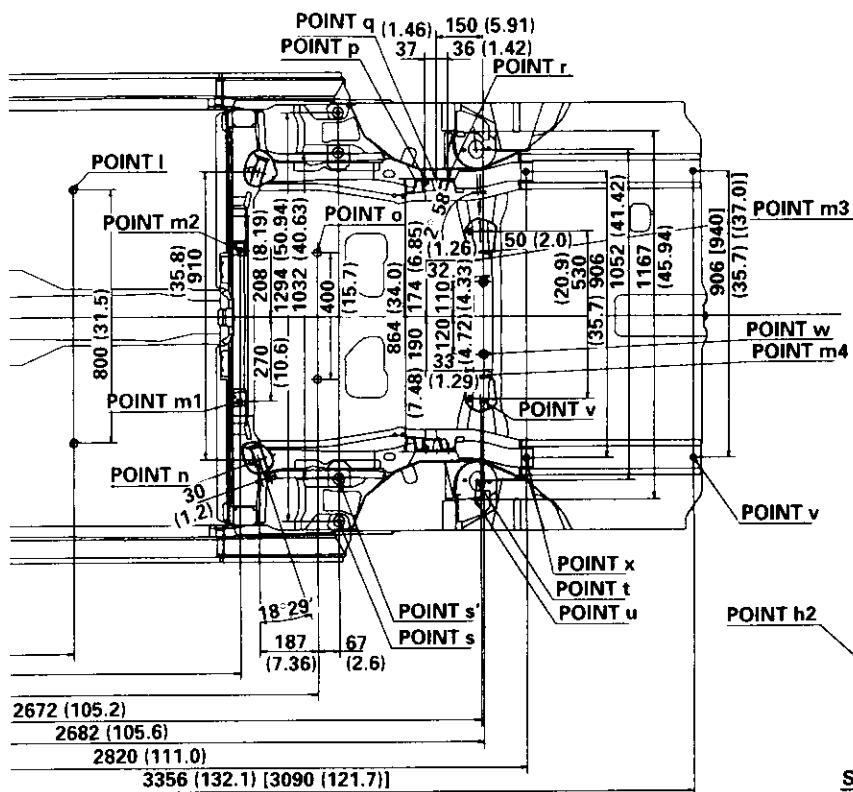 POINT q (1.46) 150 (5.91)
POINT p 37 36 (1.42)
POINT r
POINT l
POINT m2
POINT o
POINT m3
910 (35.8)
208 (8.19)
1294 (50.94)
1032 (40.63)
400 (15.7)
864 (34.0)
174 (6.85)
190 (7.48)
(1.26)
32
110 (4.33)
120 (4.72)
33
(1.29)
50 (2.0)
530 (20.9)
906 (35.7)
1052 (41.42)
1167 (45.94)
906 [940]
(35.7) [(37.0)]
800 (31.5)
270 (10.6)
POINT w
POINT m4
POINT m1
POINT v
POINT n
30
(1.2)
POINT v
POINT x
POINT t
POINT u
POINT s'
POINT s
POINT h2
18°29'
187
(7.36)
67
(2.6)
2672 (105.2)
2682 (105.6)
2820 (111.0)
3356 (132.1) [3090 (121.7)]
S